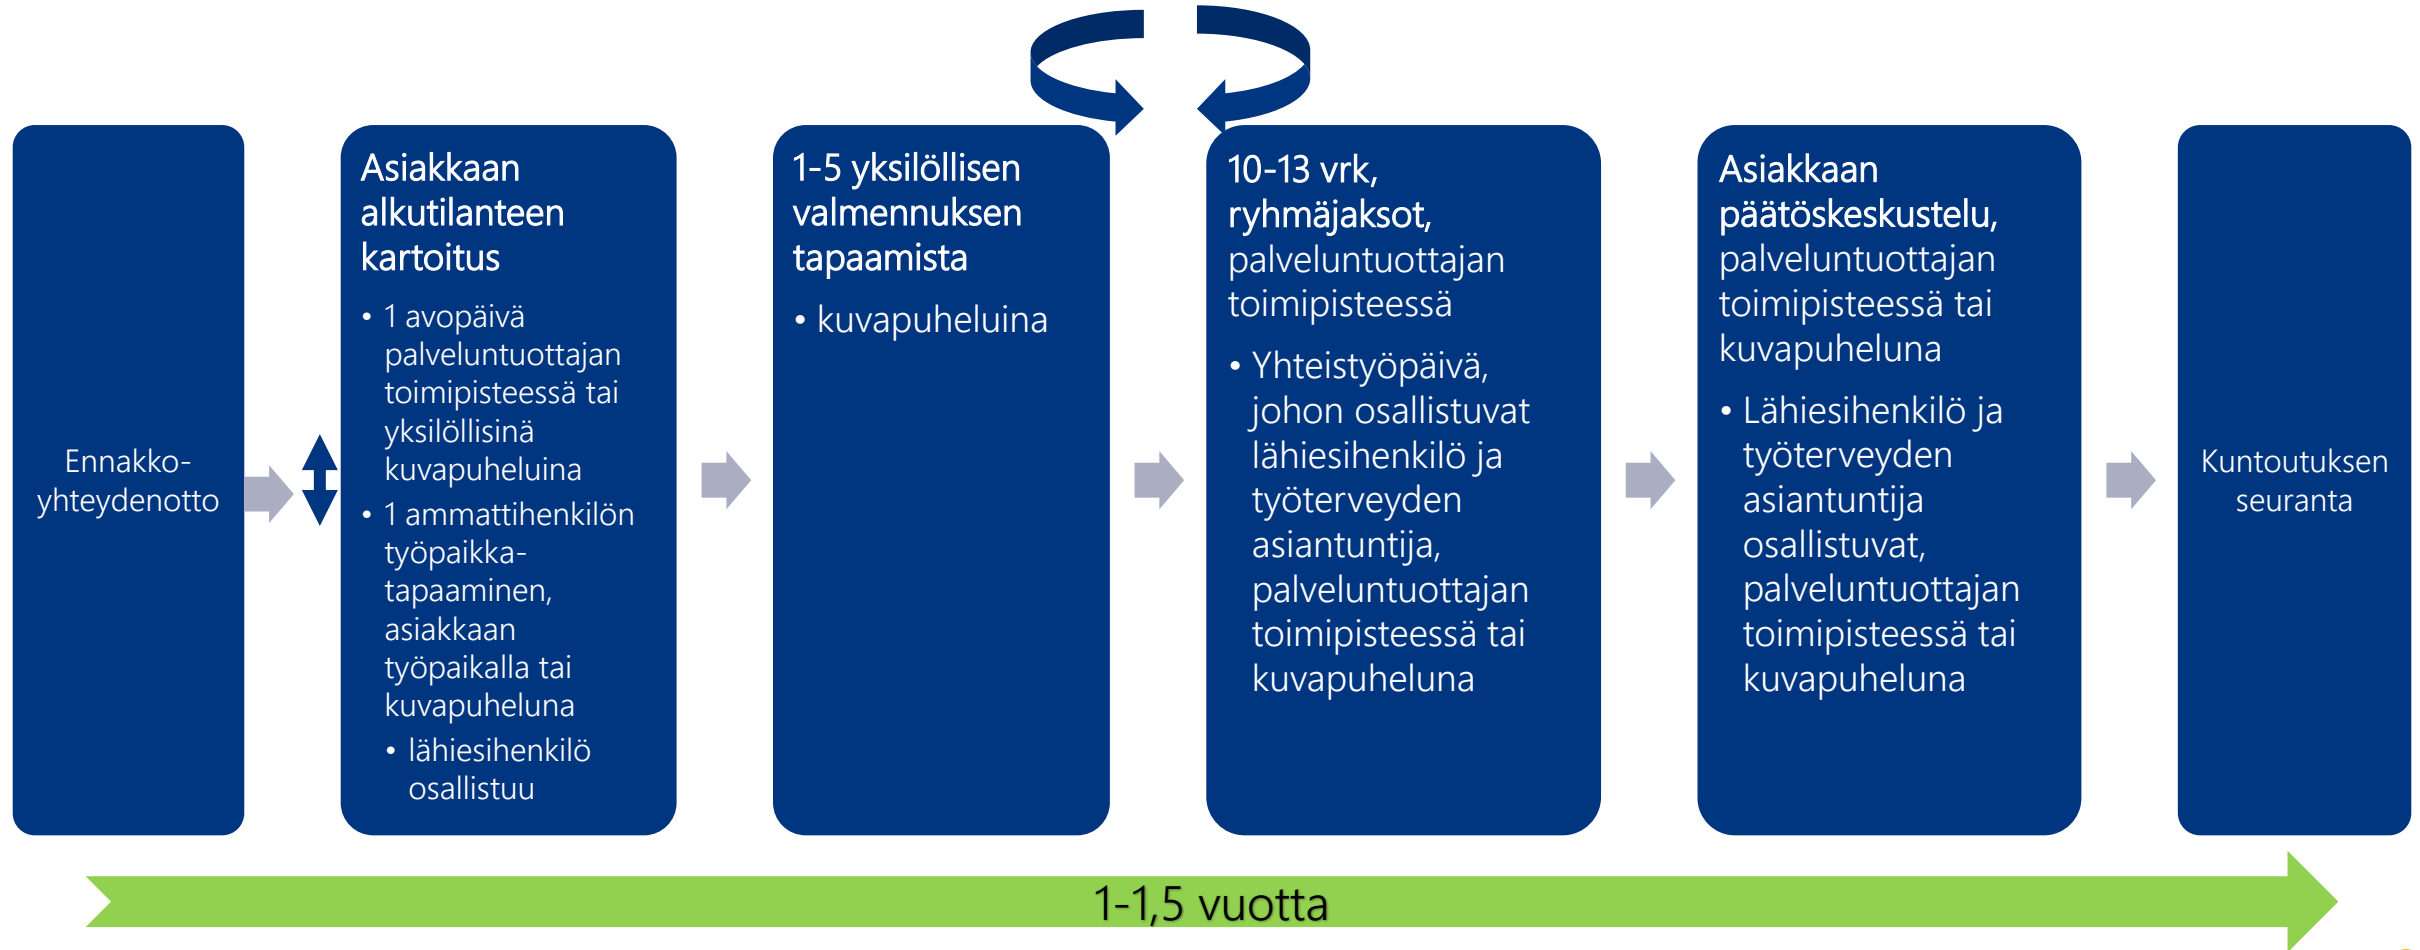 Ennakko-
yhteydenotto
Asiakkaan
alkutilanteen
kartoitus
• 1 avopäivä
palveluntuottajan
toimipisteessä tai
yksilöllisinä
kuvapuheluina
• 1 ammattihenkilön
työpaikka-
tapaaminen,
asiakkaan
työpaikalla tai
kuvapuheluna
• lähiesihenkilö
osallistuu
1-5 yksilöllisen
valmennuksen
tapaamista
• kuvapuheluina
10-13 vrk,
ryhmäjaksot,
palveluntuottajan
toimipisteessä
• Yhteistyöpäivä,
johon osallistuvat
lähiesihenkilö ja
työterveyden
asiantuntija,
palveluntuottajan
toimipisteessä tai
kuvapuheluna
Asiakkaan
päätöskeskustelu,
palveluntuottajan
toimipisteessä tai
kuvapuheluna
• Lähiesihenkilö ja
työterveyden
asiantuntija
osallistuvat,
palveluntuottajan
toimipisteessä tai
kuvapuheluna
Kuntoutuksen
seuranta
1-1,5 vuotta